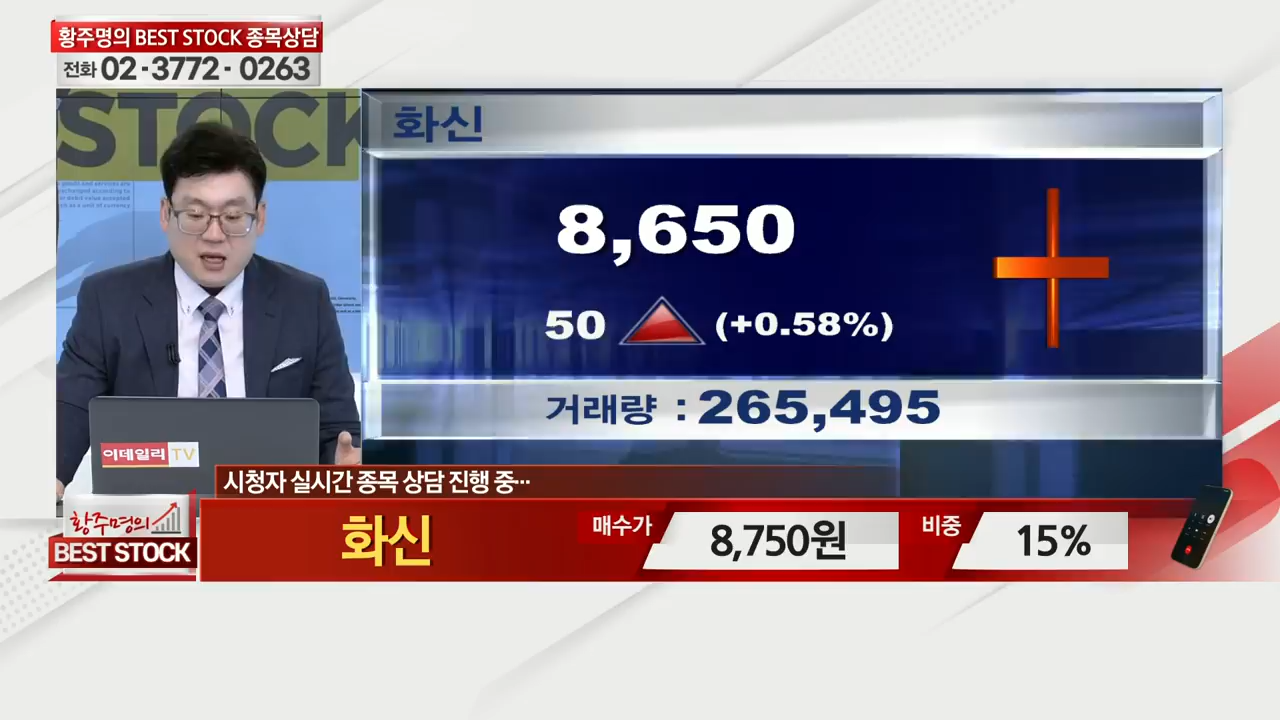 황주명의 BEST STOCK 종목상담
전화 02-3772-0263
STOCK
화신
8,650
50 (+0.58%)
거래량 : 265,495
이데일리 TV
시청자 실시간 종목 상담 진행 중…
황주명의
BEST STOCK
화신 매수가 8,750원 비중 15%